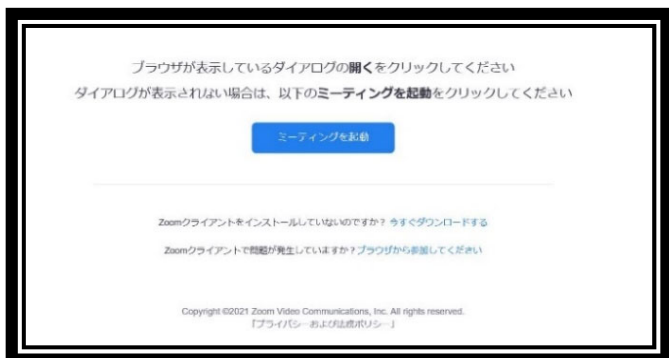 ブラウザが表示しているダイアログの開くをクリックしてください
ダイアログが表示されない場合は、以下のミーティングを起動をクリックしてください
ミーティングを起動
Zoomクライアントをインストールしていないのですか？ 今すぐダウンロードする
Zoomクライアントで問題が発生していますか？ブラウザから参加してください
Copyright ©2021 Zoom Video Communications, Inc. All rights reserved.
「プライバシーおよび法務ポリシー」